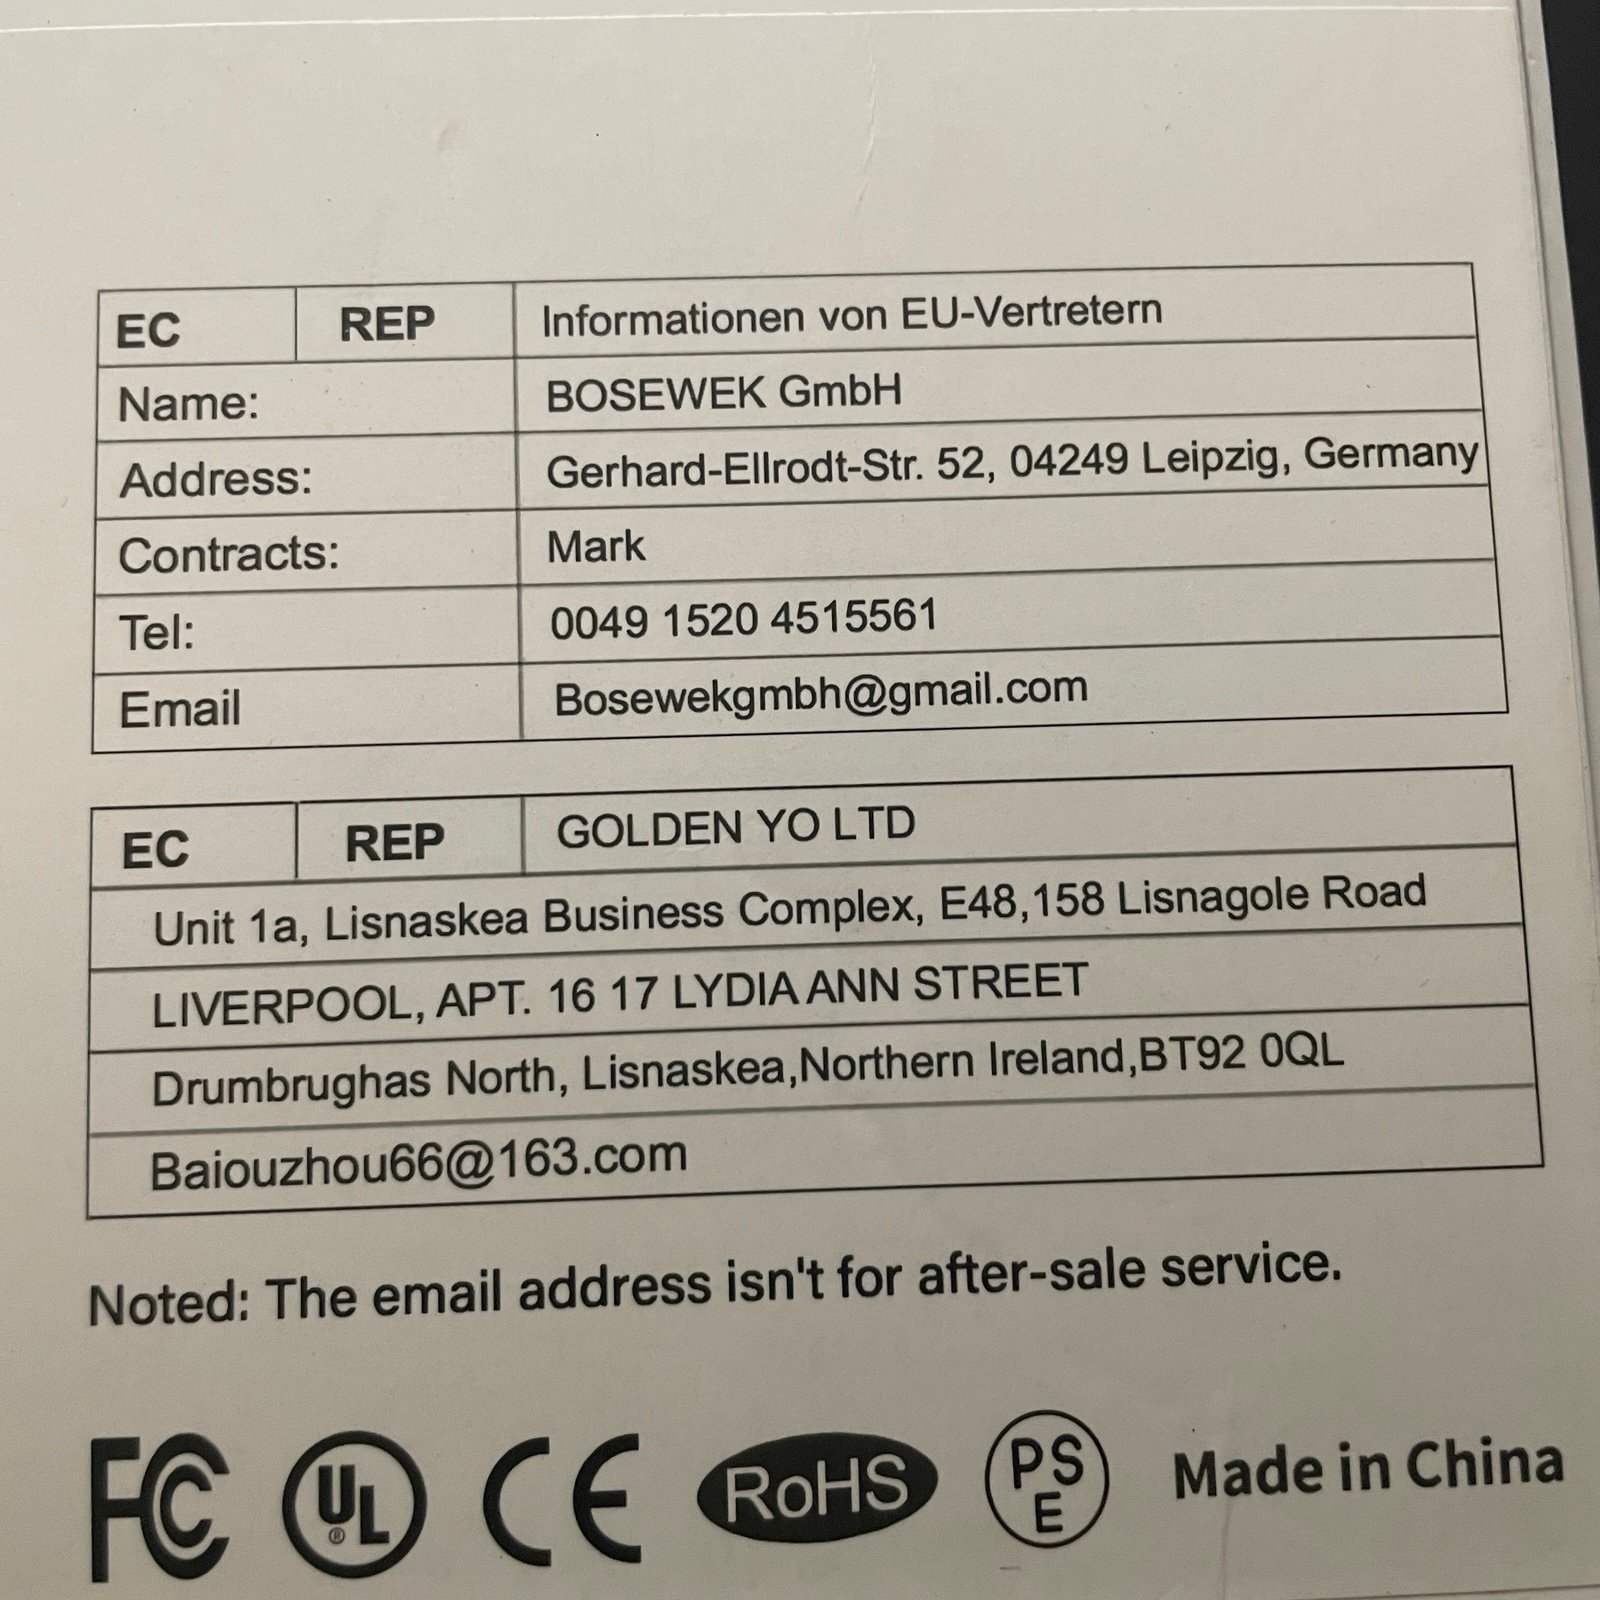 EC REP Informationen von EU-Vertretern
Name: BOSEWEK GmbH
Address: Gerhard-Ellrodt-Str. 52, 04249 Leipzig, Germany
Contracts: Mark
Tel: 0049 1520 4515561
Email Bosewekgmbh@gmail.com
EC REP GOLDEN YO LTD
Unit 1a, Lisnaskea Business Complex, E48,158 Lisnagole Road
LIVERPOOL, APT. 16 17 LYDIA ANN STREET
Drumbrughas North, Lisnaskea,Northern Ireland,BT92 0QL
Baiouzhou66@163.com
Noted: The email address isn't for after-sale service.
FC UL ® CE RoHS PSE Made in China